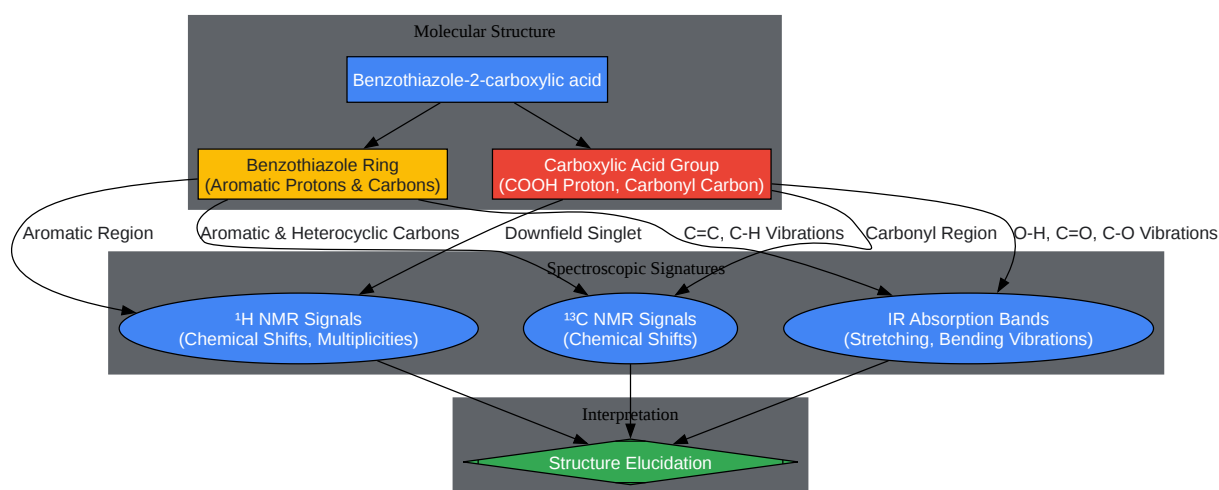 Molecular Structure
Benzothiazole-2-carboxylic acid
Benzothiazole Ring
(Aromatic Protons & Carbons)
Carboxylic Acid Group
(COOH Proton, Carbonyl Carbon)
Aromatic Region
Aromatic & Heterocyclic Carbons
Downfield Singlet
C=C, C-H Vibrations
Carbonyl Region
O-H, C=O, C-O Vibrations
Spectroscopic Signatures
¹H NMR Signals
(Chemical Shifts, Multiplicities)
¹³C NMR Signals
(Chemical Shifts)
IR Absorption Bands
(Stretching, Bending Vibrations)
Interpretation
Structure Elucidation